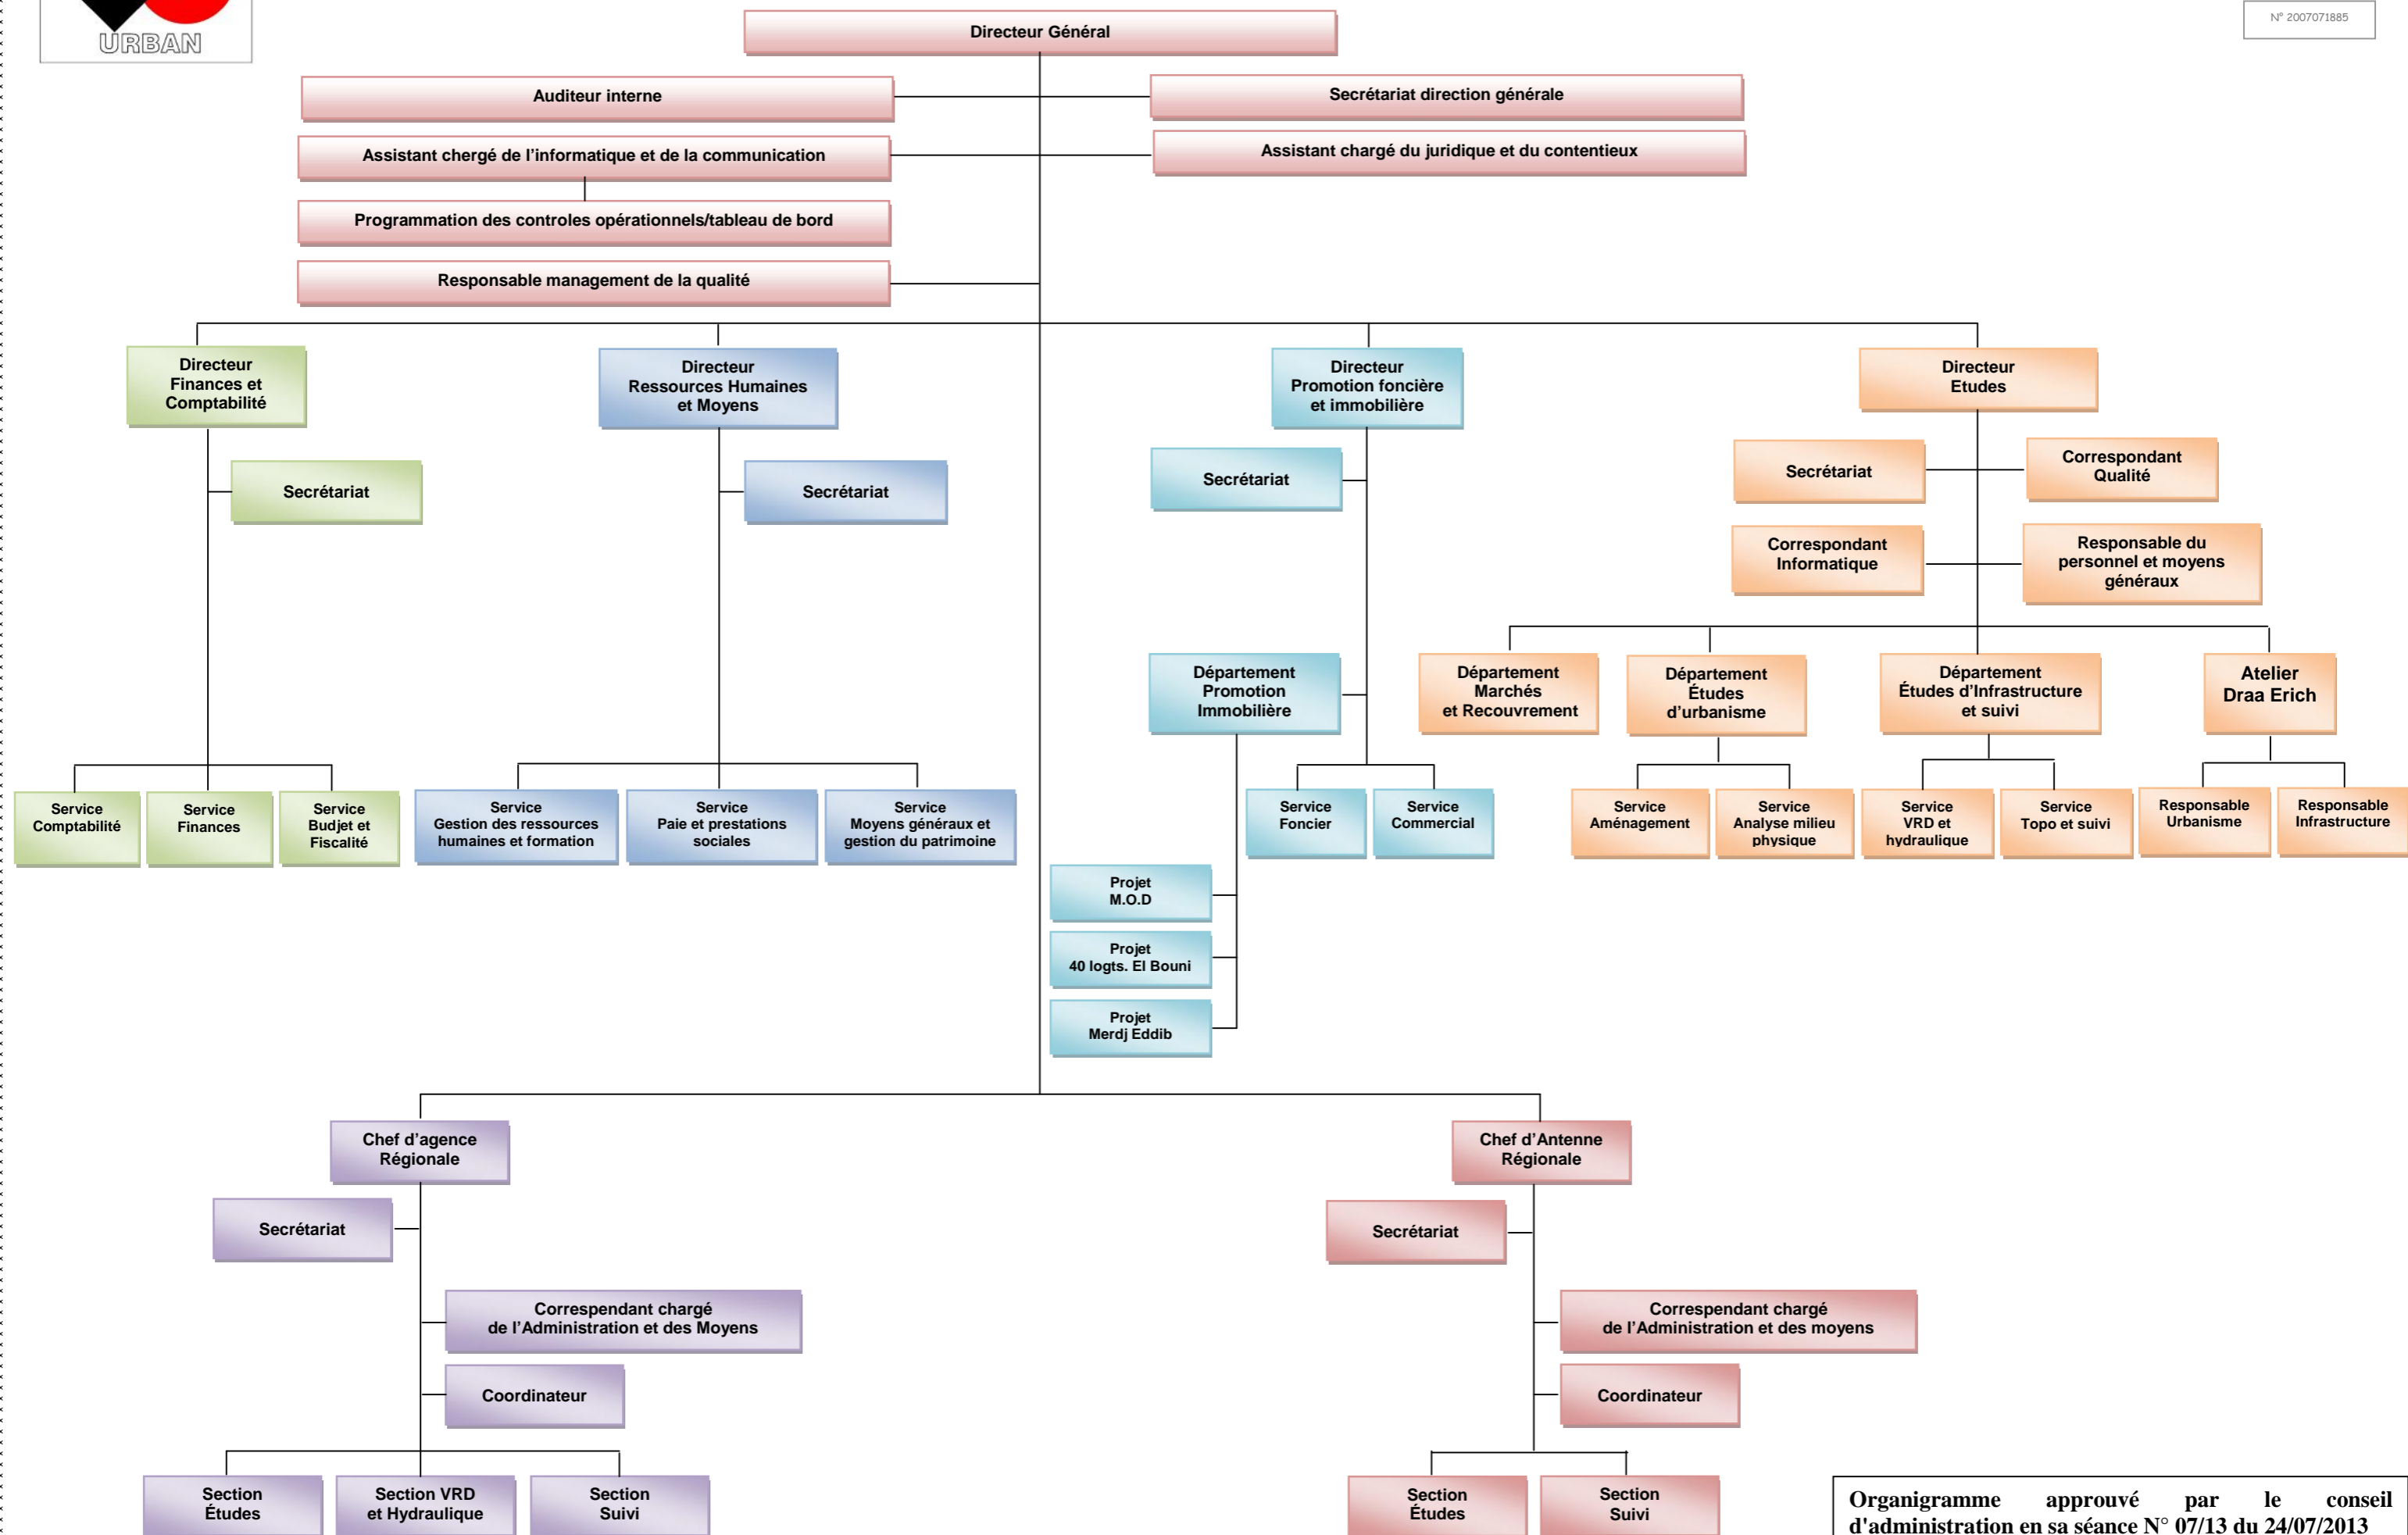 URBAN
N° 2007071885
Directeur Général
Auditeur interne
Secrétariat direction générale
Assistant chergé de l'informatique et de la communication
Assistant chargé du juridique et du contentieux
Programmation des controles opérationnels/tableau de bord
Responsable management de la qualité
Directeur
Finances et
Comptabilité
Directeur
Ressources Humaines
et Moyens
Directeur
Promotion foncière
et immobilière
Directeur
Etudes
Secrétariat
Secrétariat
Secrétariat
Secrétariat
Correspondant
Qualité
Correspondant
Informatique
Responsable du
personnel et moyens
généraux
Département
Promotion
Immobilière
Département
Marchés
et Recouvrement
Département
Études
d'urbanisme
Département
Études d'Infrastructure
et suivi
Atelier
Draa Erich
Service
Comptabilité
Service
Finances
Service
Budjet et
Fiscalité
Service
Gestion des ressources
humaines et formation
Service
Paie et prestations
sociales
Service
Moyens généraux et
gestion du patrimoine
Service
Foncier
Service
Commercial
Service
Aménagement
Service
Analyse milieu
physique
Service
VRD et
hydraulique
Service
Topo et suivi
Responsable
Urbanisme
Responsable
Infrastructure
Projet
M.O.D
Projet
40 logts. El Bouni
Projet
Merdj Eddib
Chef d'agence
Régionale
Chef d'Antenne
Régionale
Secrétariat
Secrétariat
Correspendant chargé
de l'Administration et des Moyens
Correspendant chargé
de l'Administration et des moyens
Coordinateur
Coordinateur
Section
Études
Section VRD
et Hydraulique
Section
Suivi
Section
Études
Section
Suivi
Organigramme approuvé par le conseil
d'administration en sa séance N° 07/13 du 24/07/2013